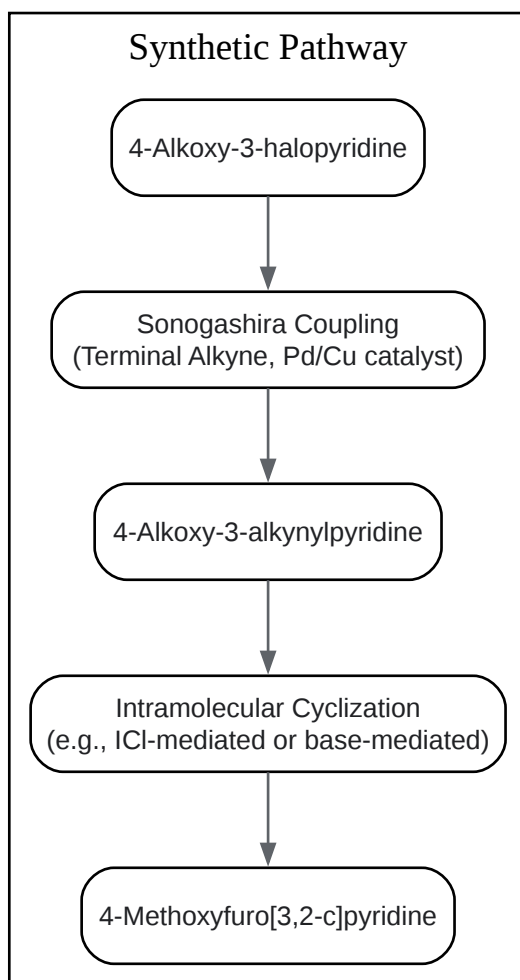 Synthetic Pathway
4-Alkoxy-3-halopyridine
Sonogashira Coupling
(Terminal Alkyne, Pd/Cu catalyst)
4-Alkoxy-3-alkynylpyridine
Intramolecular Cyclization
(e.g., ICl-mediated or base-mediated)
4-Methoxyfuro[3,2-c]pyridine